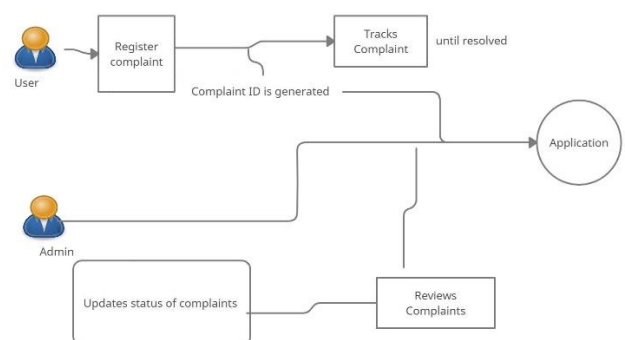 Register
complaint
Tracks
Complaint
until resolved
User
Complaint ID is generated
Application
Admin
Updates status of complaints
Reviews
Complaints